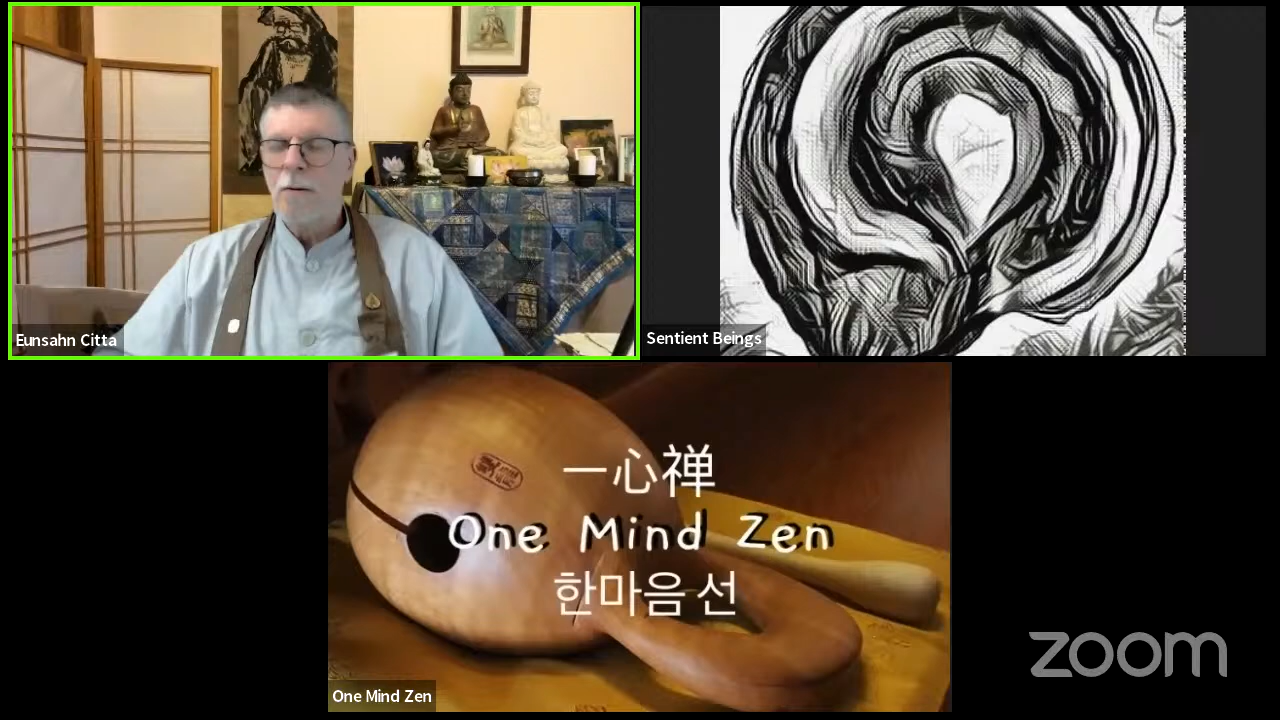 Eunsahn Citta
Sentient Beings
一心禅
One Mind Zen
한마음 선
One Mind Zen
zoom